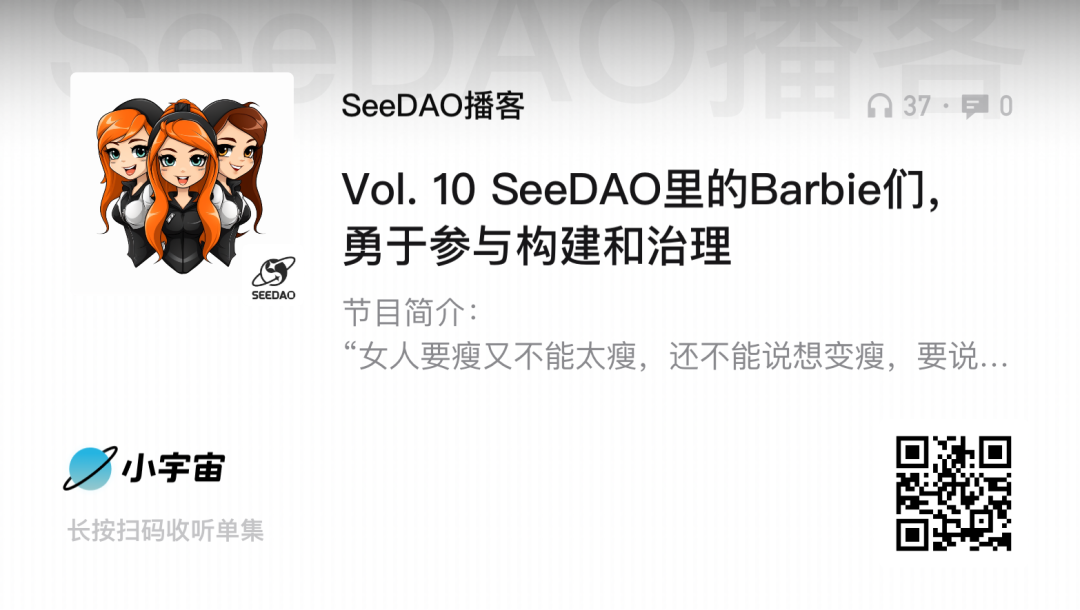 SeeDAO播客
SeeDAO播客
37 · 0
Vol. 10 SeeDAO里的Barbie们，
勇于参与构建和治理
SEEDAO
节目简介：
“女人要瘦又不能太瘦，还不能说想变瘦，要说…
小宇宙
长按扫码收听单集